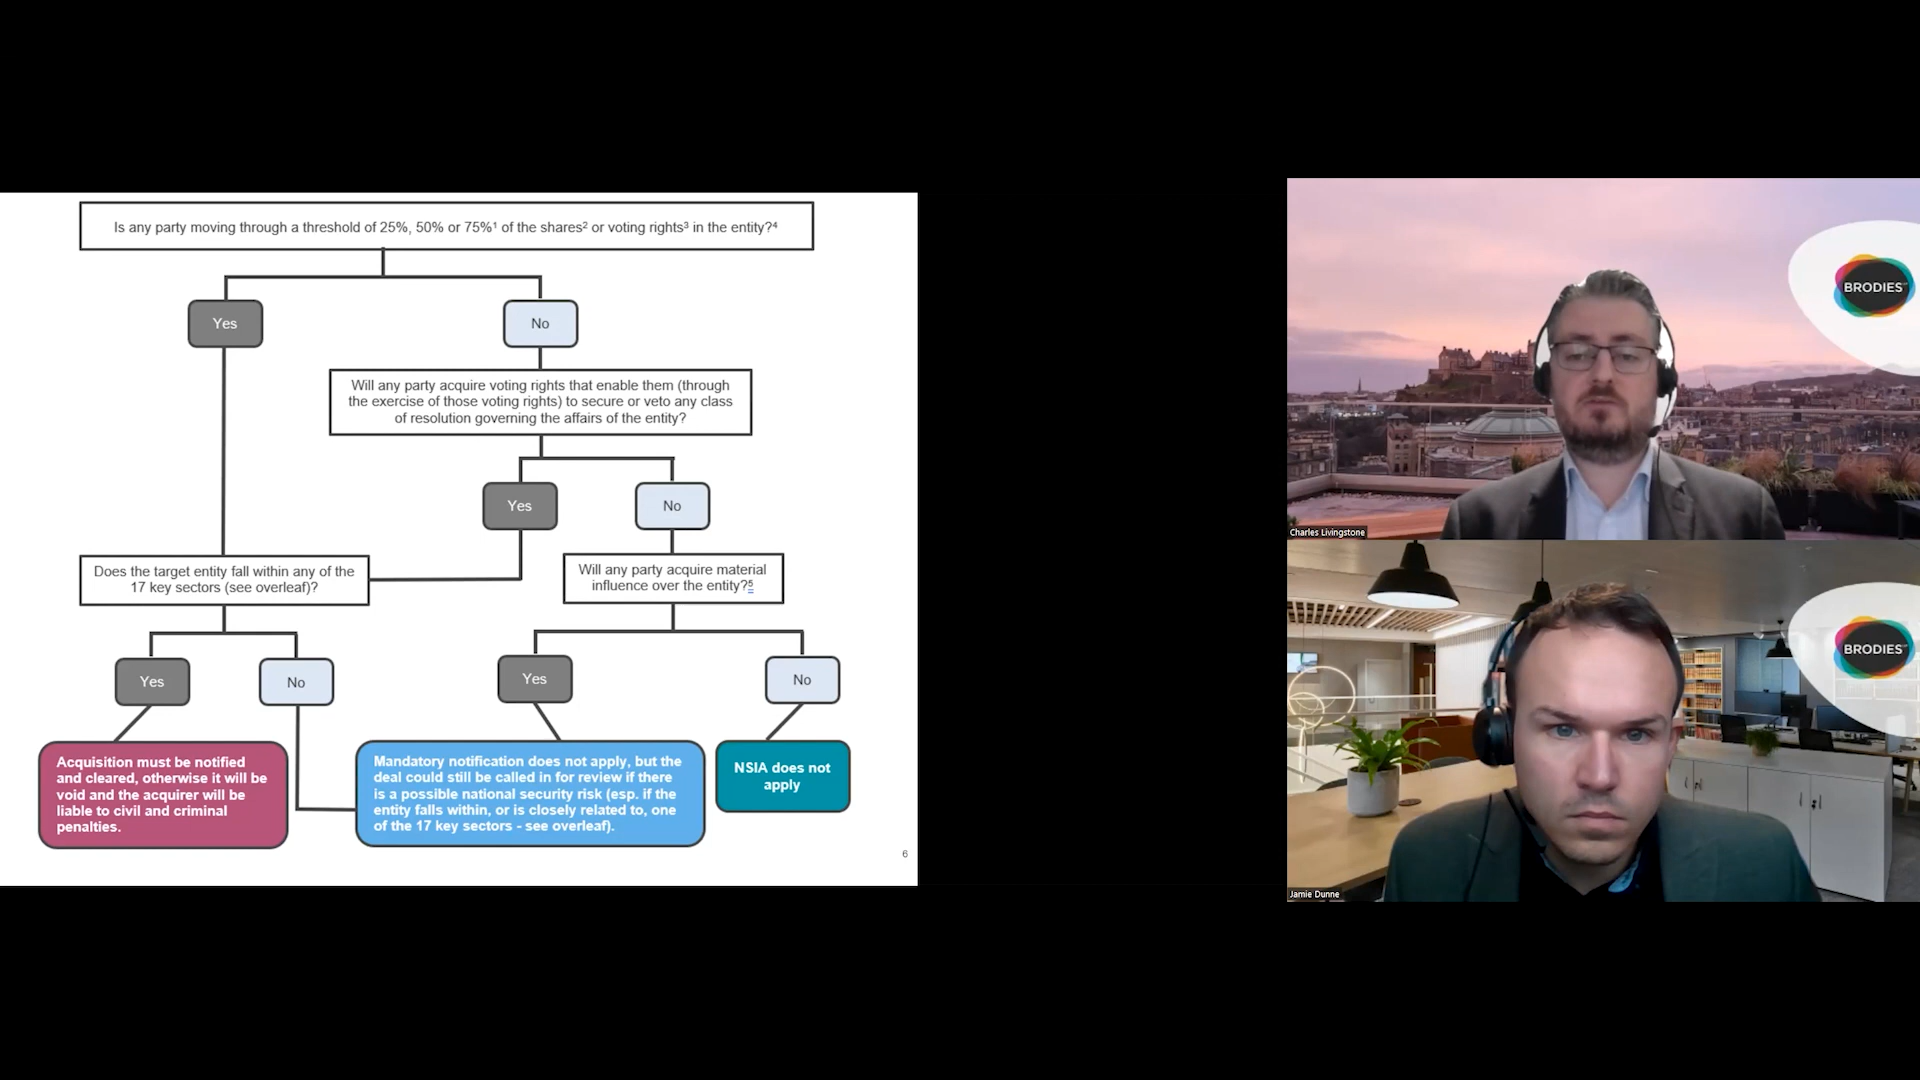 Is any party moving through a threshold of 25%, 50% or 75%¹ of the shares² or voting rights³ in the entity?⁴
Yes
No
Will any party acquire voting rights that enable them (through
the exercise of those voting rights) to secure or veto any class
of resolution governing the affairs of the entity?
Yes
No
Does the target entity fall within any of the
17 key sectors (see overleaf)?
Will any party acquire material
influence over the entity?⁵
Yes
No
Yes
No
Acquisition must be notified
and cleared, otherwise it will be
void and the acquirer will be
liable to civil and criminal
penalties.
Mandatory notification does not apply, but the
deal could still be called in for review if there
is a possible national security risk (esp. if the
entity falls within, or is closely related to, one
of the 17 key sectors - see overleaf).
NSIA does not
apply
6
BRODIES
Charles Livingstone
BRODIES
Jamie Dunne